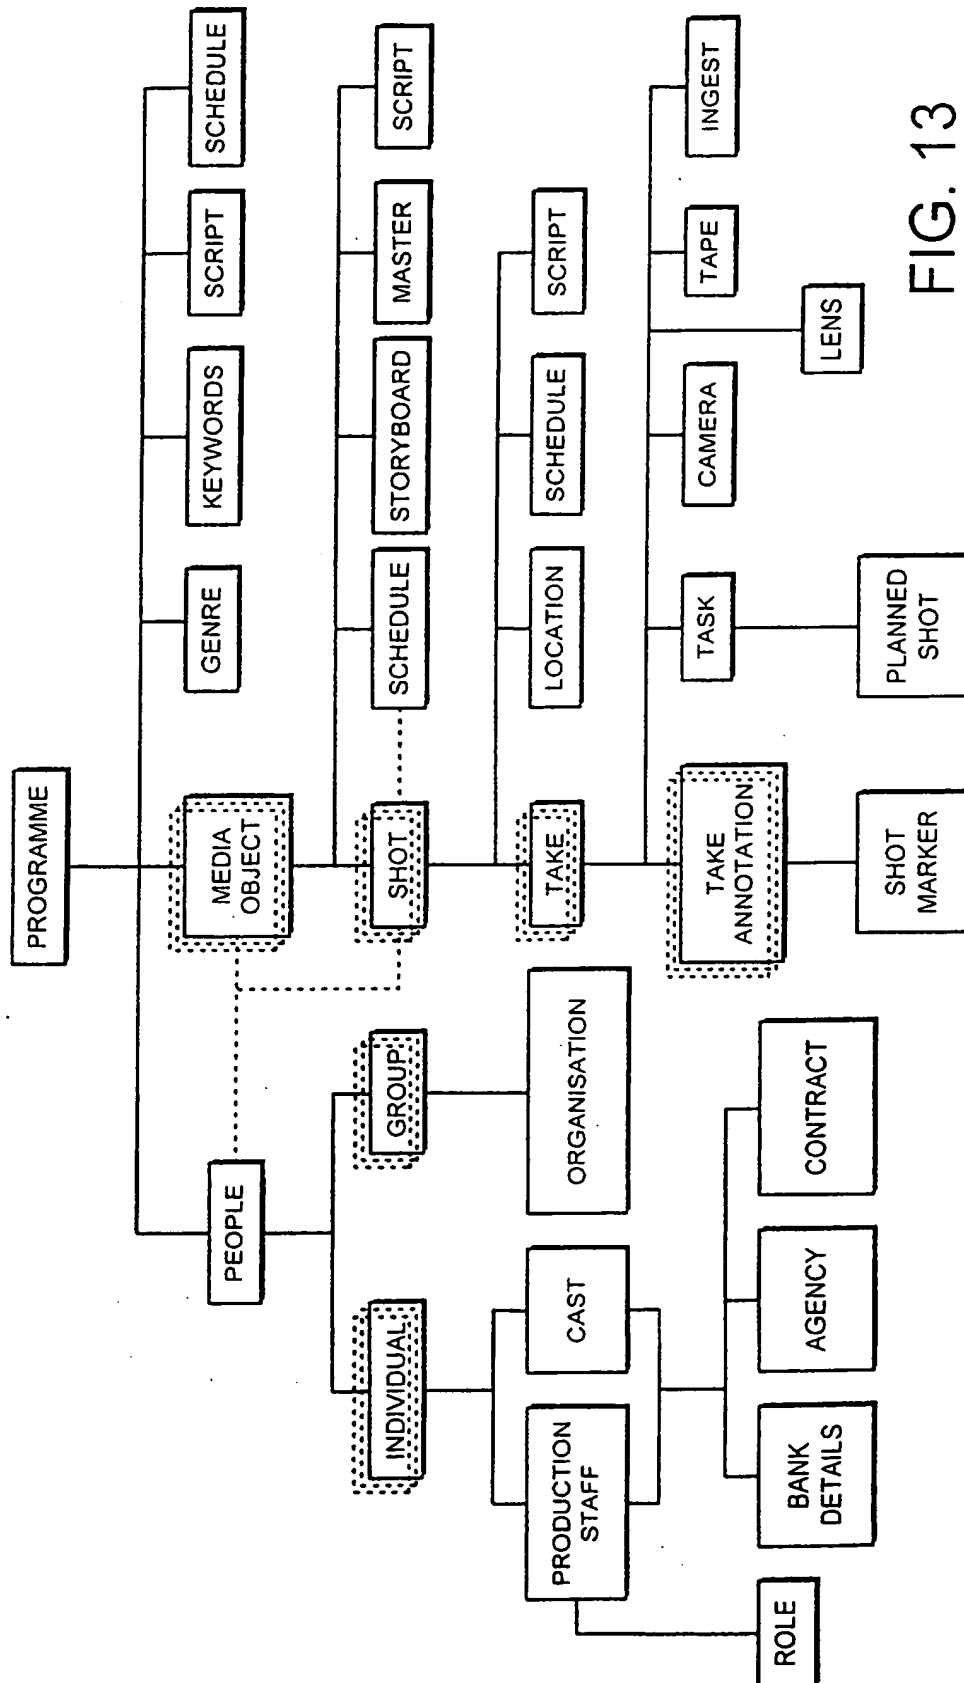 PROGRAMME
PEOPLE
MEDIA
OBJECT
GENRE
KEYWORDS
SCRIPT
SCHEDULE
INDIVIDUAL
GROUP
SHOT
SCHEDULE
STORYBOARD
MASTER
SCRIPT
PRODUCTION
STAFF
CAST
ORGANISATION
TAKE
LOCATION
SCHEDULE
SCRIPT
TAKE
ANNOTATION
TASK
CAMERA
TAPE
INGEST
LENS
ROLE
BANK
DETAILS
AGENCY
CONTRACT
SHOT
MARKER
PLANNED
SHOT
FIG. 13